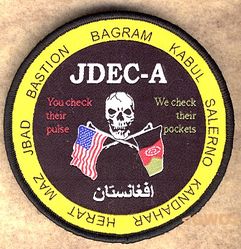 MAZ JBAD BASTION BAGRAM KABUL SALERNO KANDAHAR HERAT
JDEC-A
You check
their
pulse
We check
their
pockets
افغانستان